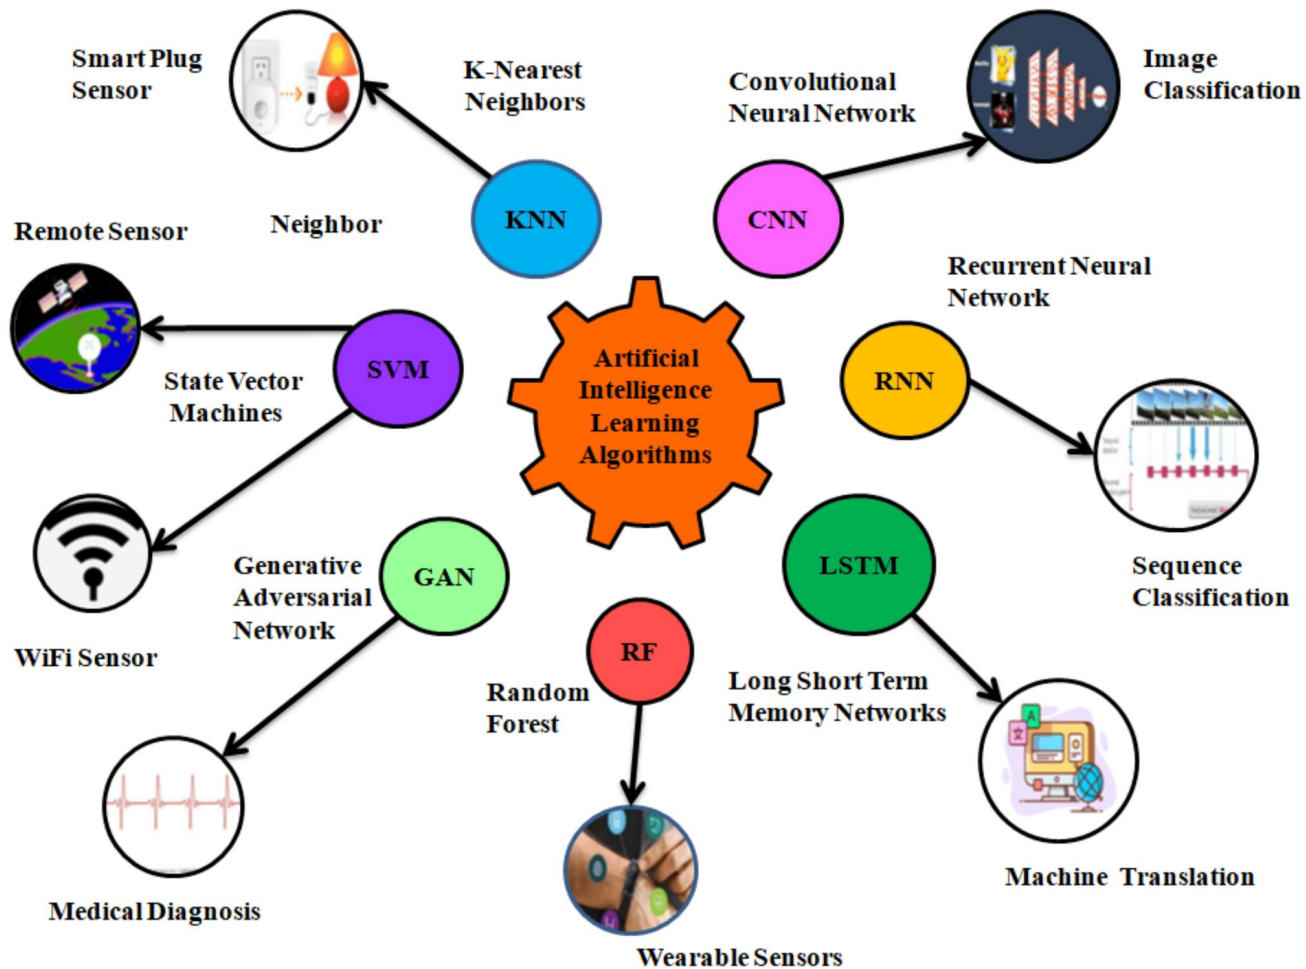 Smart Plug
Sensor
K-Nearest
Neighbors
KNN
Neighbor
Convolutional
Neural Network
CNN
Image
Classification
Remote Sensor
SVM
State Vector
Machines
WiFi Sensor
Artificial
Intelligence
Learning
Algorithms
Recurrent Neural
Network
RNN
Sequence
Classification
Generative
Adversarial
Network
GAN
Medical Diagnosis
RF
Random
Forest
Wearable Sensors
LSTM
Long Short Term
Memory Networks
A
Machine Translation